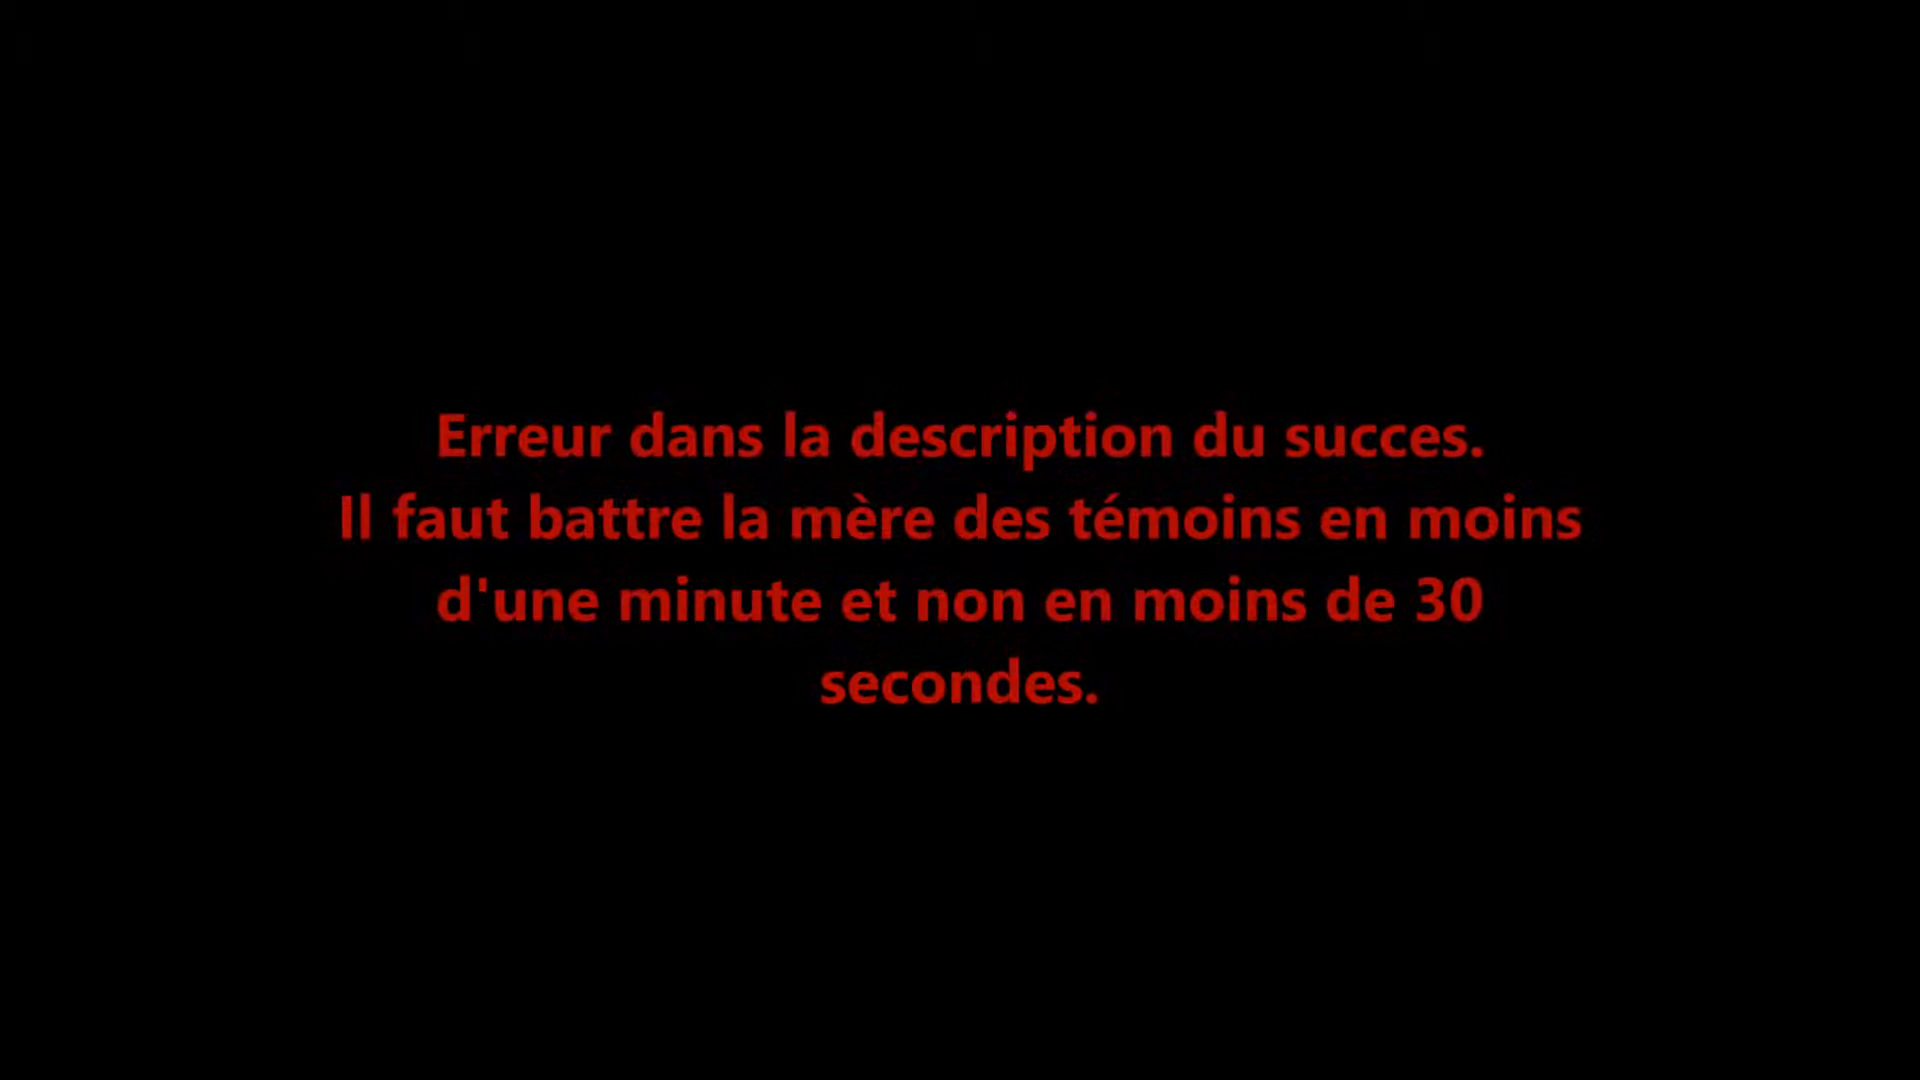 Erreur dans la description du succes.
Il faut battre la mère des témoins en moins
d'une minute et non en moins de 30
secondes.